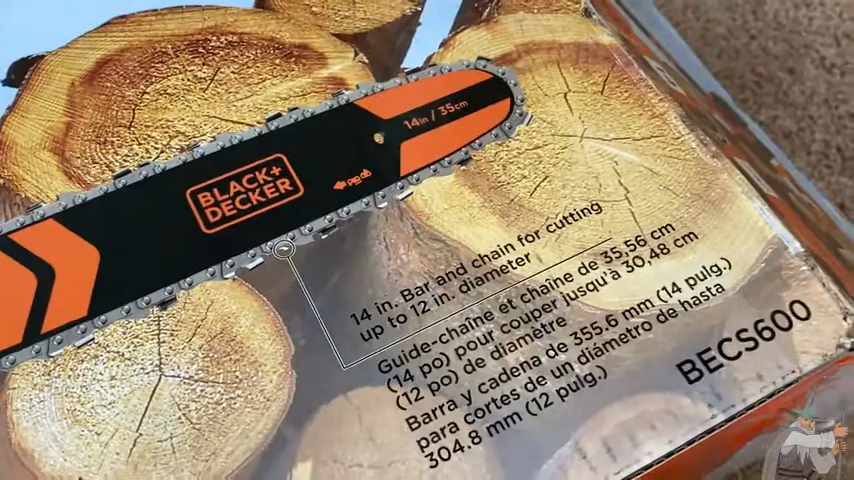 14in / 35cm
BLACK+
DECKER
14 in. Bar and chain for cutting
up to 12 in. diameter
Guide-chaîne et chaîne de 35,56 cm
(14 po) pour couper jusqu'à 30,48 cm
(12 po) de diamètre
Barra y cadena de 355.6 mm (14 pulg.)
para cortes de un diámetro de hasta
304.8 mm (12 pulg.)
BECS600